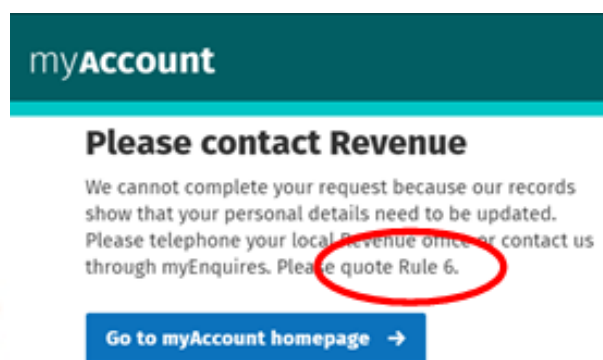 myAccount
Please contact Revenue
We cannot complete your request because our records
show that your personal details need to be updated.
Please telephone your local Revenue office or contact us
through myEnquires. Please quote Rule 6.
Go to myAccount homepage →